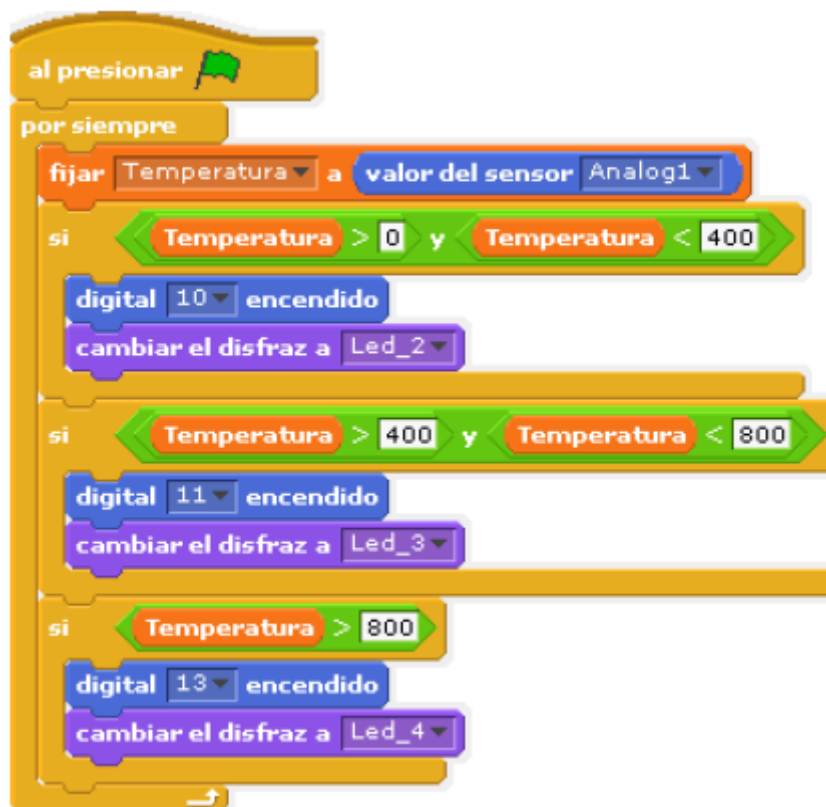 al presionar
por siempre
fijar Temperatura a valor del sensor Analog1
si Temperatura > 0 y Temperatura < 400
digital 10 encendido
cambiar el disfraz a Led_2
si Temperatura > 400 y Temperatura < 800
digital 11 encendido
cambiar el disfraz a Led_3
si Temperatura > 800
digital 13 encendido
cambiar el disfraz a Led_4